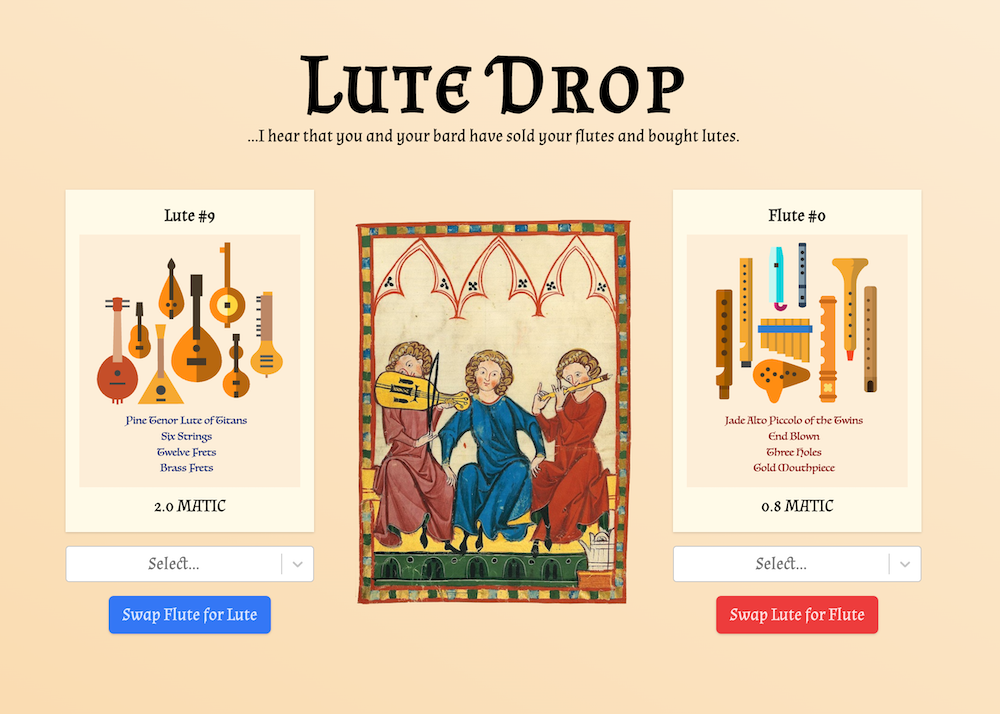 Lute Drop
...I hear that you and your bard have sold your flutes and bought lutes.
Lute #9
Pine Tenor Lute of Titans
Six Strings
Twelve Frets
Brass Frets
2.0 MATIC
Select...
Swap Flute for Lute
Flute #0
Jade Alto Piccolo of the Twins
End Blown
Three Holes
Gold Mouthpiece
0.8 MATIC
Select...
Swap Lute for Flute